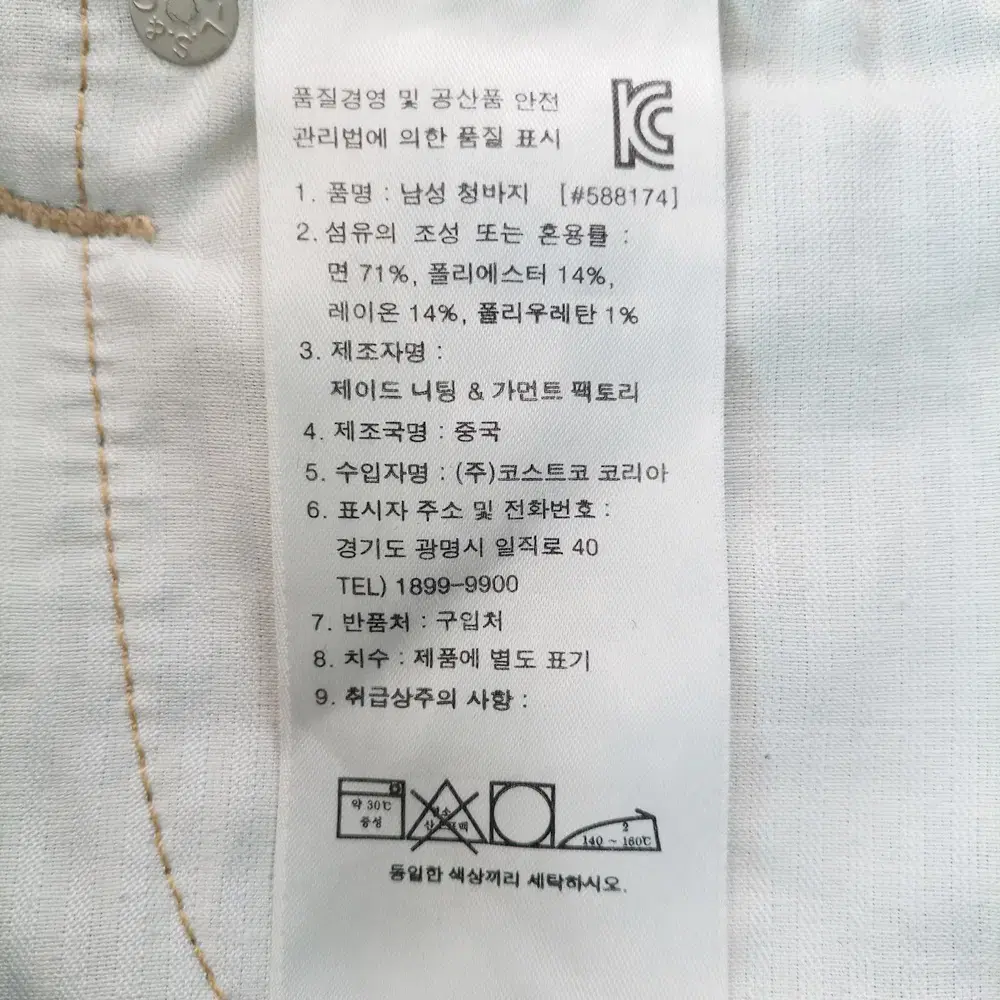 품질경영 및 공산품 안전
관리법에 의한 품질 표시
1. 품명 : 남성 청바지 [#588174]
2. 섬유의 조성 또는 혼용률 :
면 71%, 폴리에스터 14%,
레이온 14%, 폴리우레탄 1%
3. 제조자명 :
제이드 니팅 & 가먼트 팩토리
4. 제조국명 : 중국
5. 수입자명 : (주)코스트코 코리아
6. 표시자 주소 및 전화번호 :
경기도 광명시 일직로 40
TEL) 1899-9900
7. 반품처 : 구입처
8. 치수 : 제품에 별도 표기
9. 취급상주의 사항 :
약 30℃
중성
2
140 ~ 160℃
동일한 색상끼리 세탁하시오.